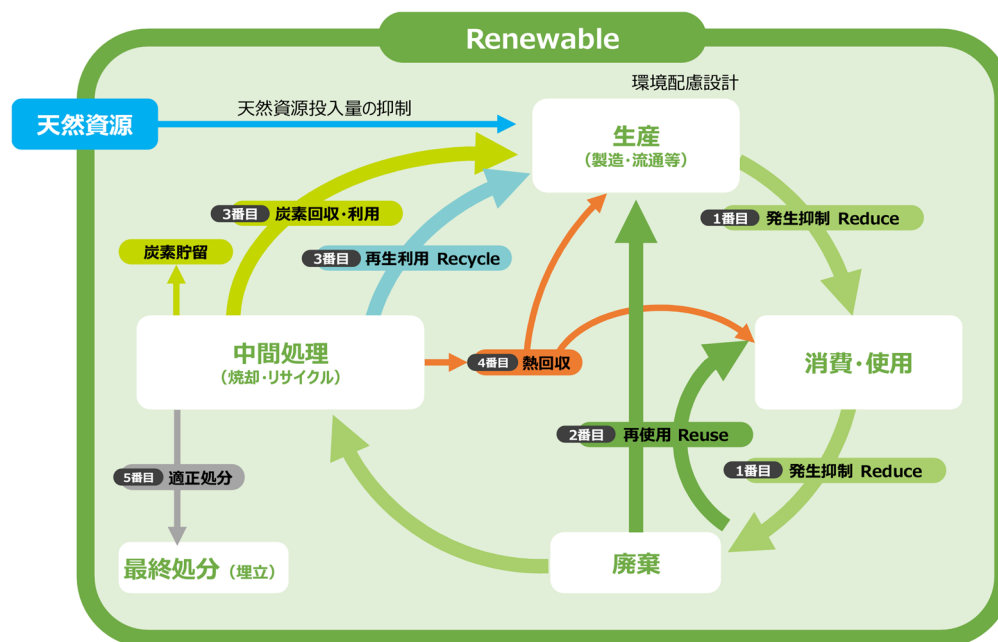 Renewable
環境配慮設計
天然資源
天然資源投入量の抑制
生産
(製造・流通等)
3番目 炭素回収・利用
1番目 発生抑制 Reduce
炭素貯留
3番目 再生利用 Recycle
中間処理
(焼却・リサイクル)
4番目 熱回収
消費・使用
2番目 再使用 Reuse
5番目 適正処分
1番目 発生抑制 Reduce
最終処分 (埋立)
廃棄